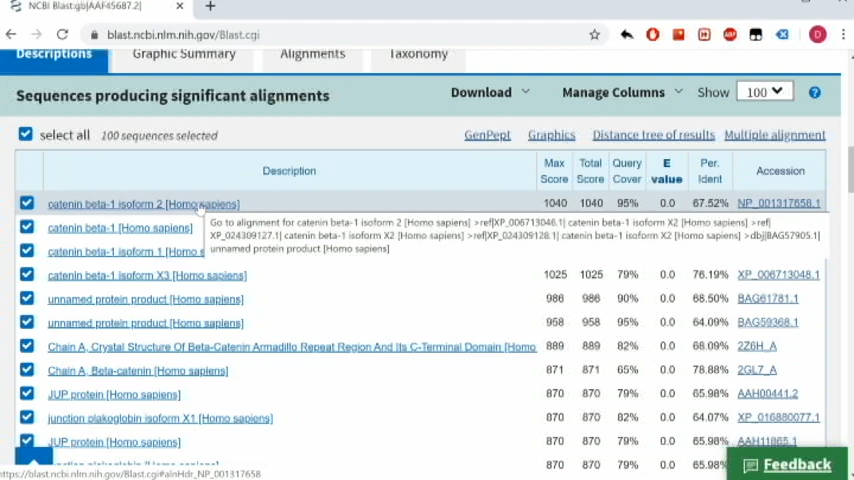 NCBI Blast:gb|AAF45687.2|
blast.ncbi.nlm.nih.gov/Blast.cgi
ABP
D
Descriptions Graphic Summary Alignments Taxonomy
Sequences producing significant alignments Download Manage Columns Show 100 ?
select all 100 sequences selected GenPept Graphics Distance tree of results Multiple alignment
Description Max Score Total Score Query Cover E value Per. Ident Accession
catenin beta-1 isoform 2 [Homo sapiens] 1040 1040 95% 0.0 67.52% NP_001317658.1
catenin beta-1 [Homo sapiens]
Go to alignment for catenin beta-1 isoform 2 [Homo sapiens] >ref|XP_006713046.1| catenin beta-1 isoform X2 [Homo sapiens] >ref|
XP_024309127.1| catenin beta-1 isoform X2 [Homo sapiens] >ref|XP_024309128.1| catenin beta-1 isoform X2 [Homo sapiens] >dbj|BAG57905.1|
unnamed protein product [Homo sapiens]
catenin beta-1 isoform 1 [Homo
catenin beta-1 isoform X3 [Homo sapiens] 1025 1025 79% 0.0 76.19% XP_006713048.1
unnamed protein product [Homo sapiens] 986 986 90% 0.0 68.50% BAG61781.1
unnamed protein product [Homo sapiens] 958 958 95% 0.0 64.09% BAG59368.1
Chain A, Crystal Structure Of Beta-Catenin Armadillo Repeat Region And Its C-Terminal Domain [Homo 889 889 82% 0.0 68.09% 2Z6H_A
Chain A, Beta-catenin [Homo sapiens] 871 871 65% 0.0 78.88% 2GL7_A
JUP protein [Homo sapiens] 870 870 79% 0.0 65.98% AAH00441.2
junction plakoglobin isoform X1 [Homo sapiens] 870 870 82% 0.0 64.07% XP_016880077.1
JUP protein [Homo sapiens] 870 870 79% 0.0 65.98% AAH11865.1
junction plakoglobin [Homo sapiens] 870 870 79% 0.0 65.98%
Feedback
https://blast.ncbi.nlm.nih.gov/Blast.cgi#alnHdr_NP_001317658